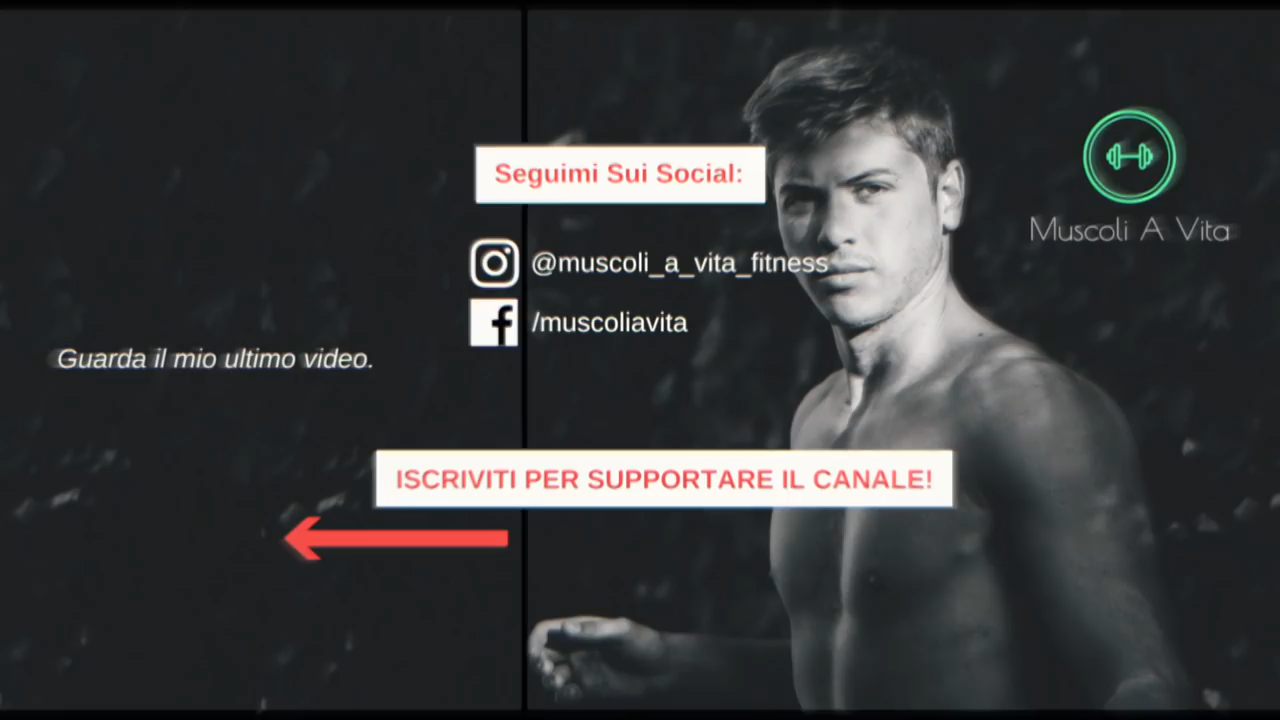 Seguimi Sui Social:
@muscoli_a_vita_fitness
/muscoliavita
Muscoli A Vita
Guarda il mio ultimo video.
ISCRIVITI PER SUPPORTARE IL CANALE!